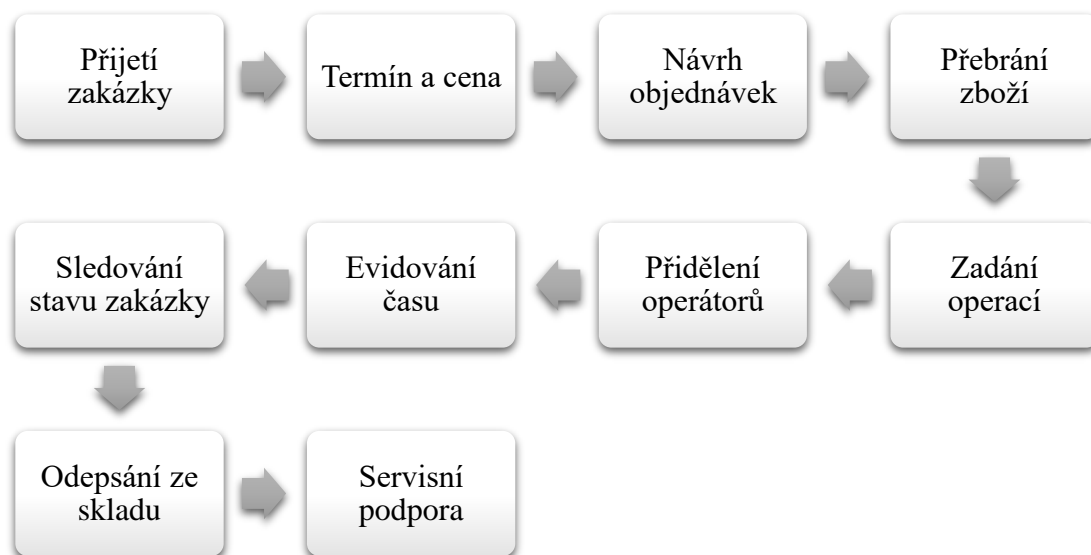 Přijetí
zakázky
Termín a cena
Návrh
objednávek
Přebrání
zboží
Zadání
operací
Přidělení
operátorů
Evidování
času
Sledování
stavu zakázky
Odepsání ze
skladu
Servisní
podpora